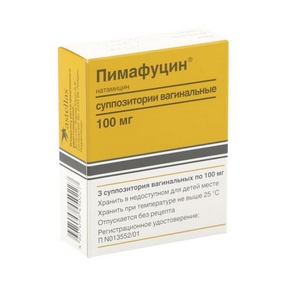 Пимафуцин®
натамицин
суппозитории вагинальные
100 мг
astellas
3 суппозитория вагинальных по 100 мг
Хранить в недоступном для детей месте
Хранить при температуре не выше 25 °С
Отпускается без рецепта
Регистрационное удостоверение:
П N013552/01